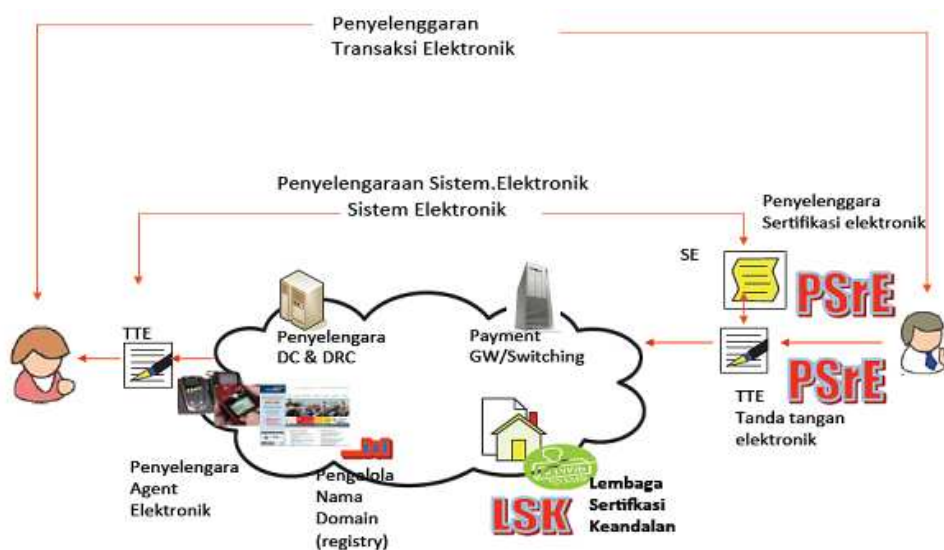 Penyelenggaran
Transaksi Elektronik
Penyelengaraan Sistem.Elektronik
Sistem Elektronik
Penyelenggara
Sertifikasi elektronik
SE
PSrE
TTE
Penyelengara
DC & DRC
Payment
GW/Switching
PSrE
TTE
Tanda tangan
elektronik
Penyelengara
Agent
Elektronik
Pengelola
Nama
Domain
(registry)
LSK
Lembaga
Sertifkasi
Keandalan